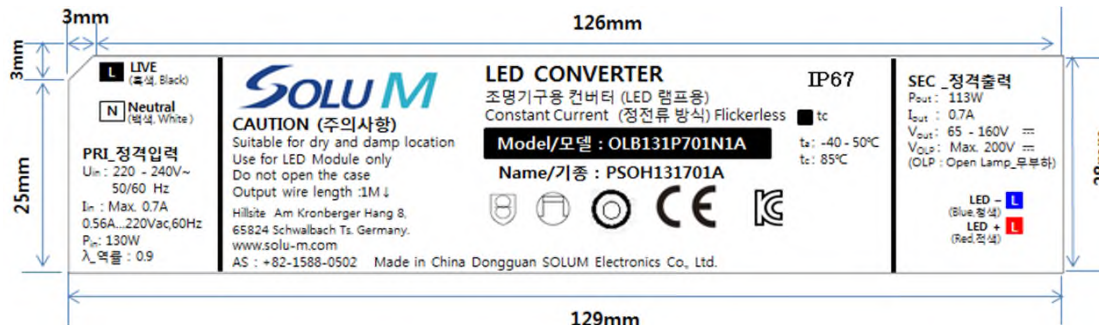 3mm
126mm
3mm
25mm
L LIVE
(흑색, Black)
N Neutral
(백색, White )
PRI_정격입력
Uin : 220 - 240V~
50/60 Hz
Iin : Max. 0.7A
0.56A...220Vac,60Hz
Pin: 130W
λ_역률 : 0.9
SOLU M
CAUTION (주의사항)
Suitable for dry and damp location
Use for LED Module only
Do not open the case
Output wire length :1M↓
Hillsite Am Kronberger Hang 8,
65824 Schwalbach Ts. Germany.
www.solu-m.com
AS : +82-1588-0502 Made in China Dongguan SOLUM Electronics Co., Ltd.
LED CONVERTER
조명기구용 컨버터 (LED 램프용)
Constant Current (정전류 방식) Flickerless
Model/모델 : OLB131P701N1A
Name/기종 : PSOH131701A
CE
IP67
tc
ta: -40 - 50℃
tc: 85℃
SEC _정격출력
Pout : 113W
Iout : 0.7A
Vout : 65 - 160V
VOLP : Max. 200V
(OLP : Open Lamp_무부하)
LED – L
(Blue,청색)
LED + L
(Red,적색)
28mm
129mm